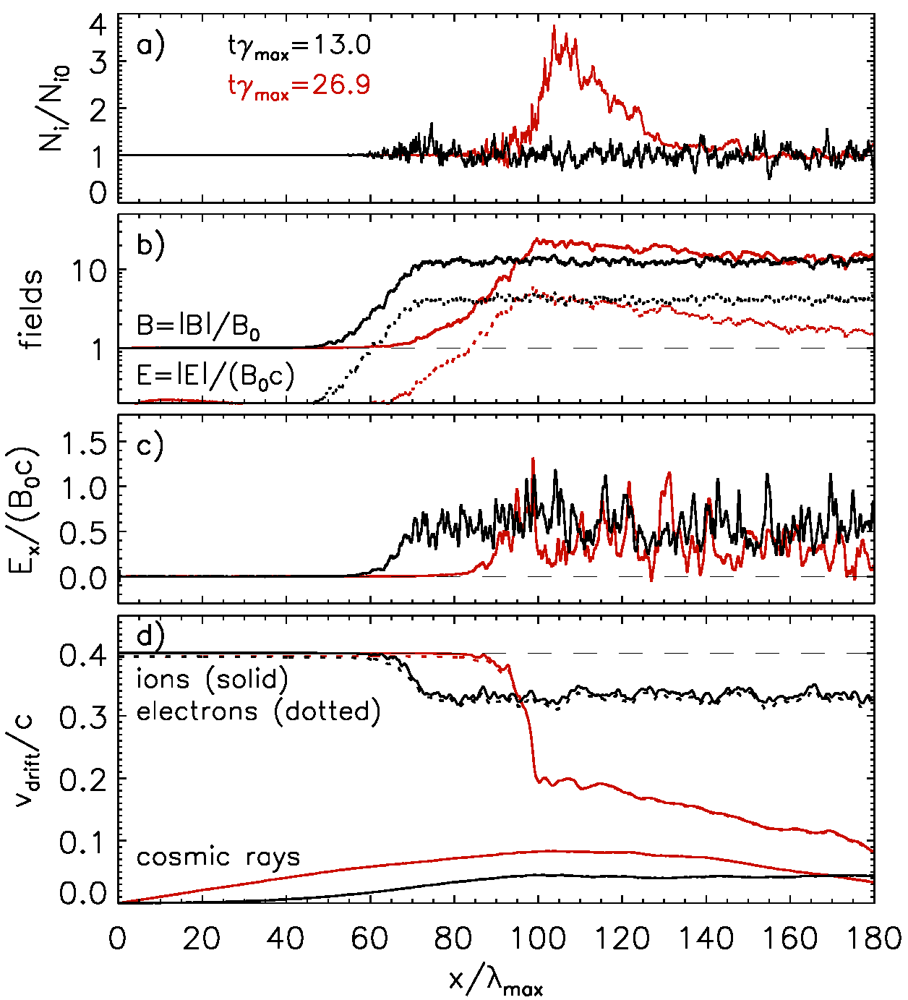 a)
tγmax=13.0
tγmax=26.9
Ni/Ni0
4
3
2
1
0
b)
fields
10
1
B=|B|/B0
E=|E|/(B0c)
c)
Ex/(B0c)
1.5
1.0
0.5
0.0
d)
vdrift/c
0.4
0.3
0.2
0.1
0.0
ions (solid)
electrons (dotted)
cosmic rays
0 20 40 60 80 100 120 140 160 180
x/λmax